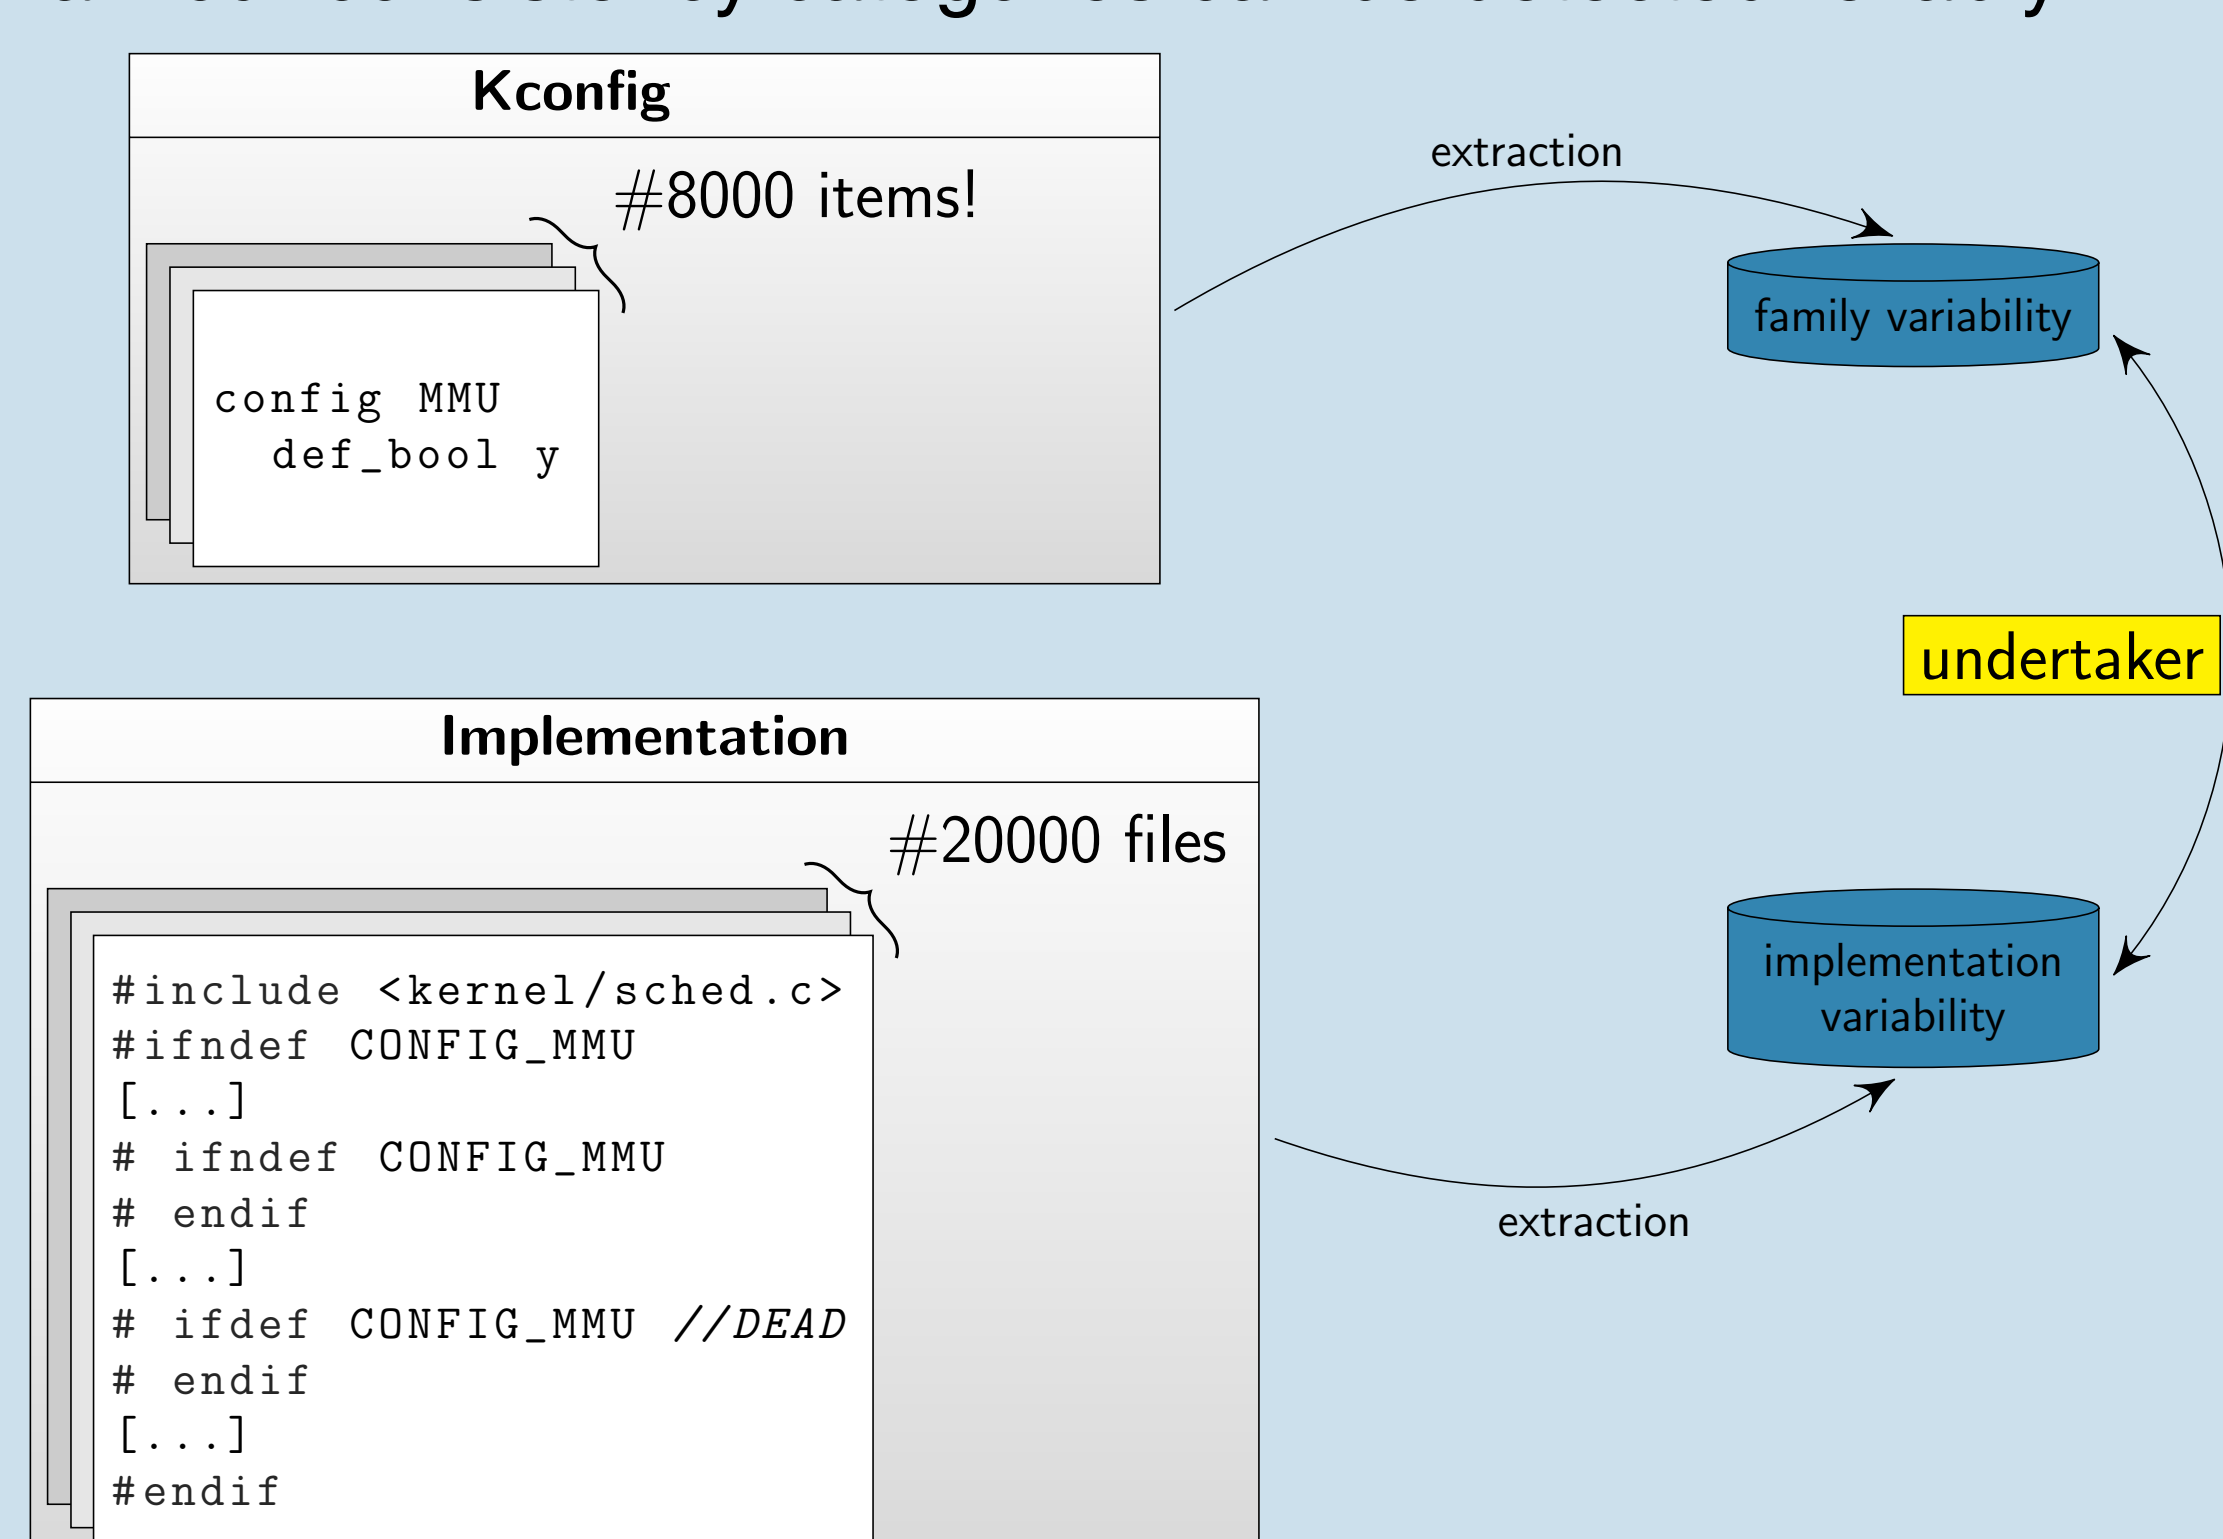 Kconfig
#8000 items!
config MMU
def_bool y
extraction
family variability
undertaker
Implementation
#20000 files
#include <kernel/sched.c>
#ifndef CONFIG_MMU
[...]
# ifndef CONFIG_MMU
# endif
[...]
# ifdef CONFIG_MMU //DEAD
# endif
[...]
#endif
implementation
variability
extraction